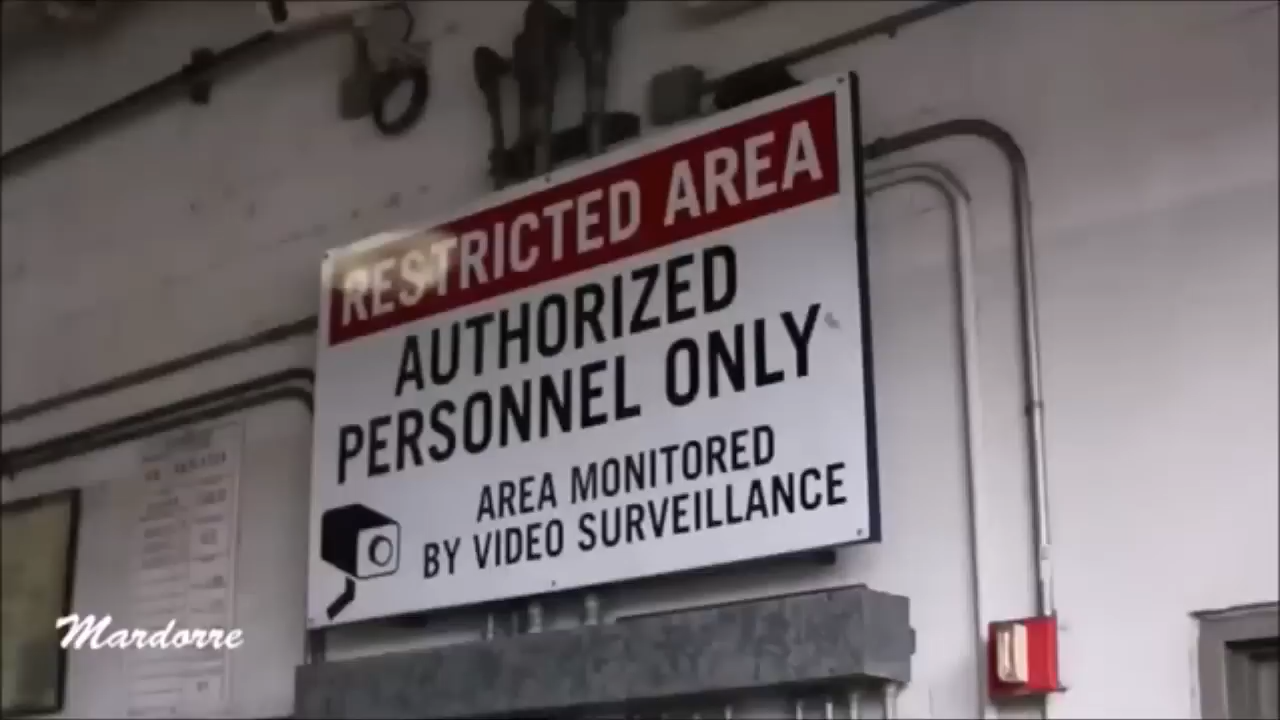 RESTRICTED AREA
AUTHORIZED
PERSONNEL ONLY
AREA MONITORED
BY VIDEO SURVEILLANCE
Mardorre